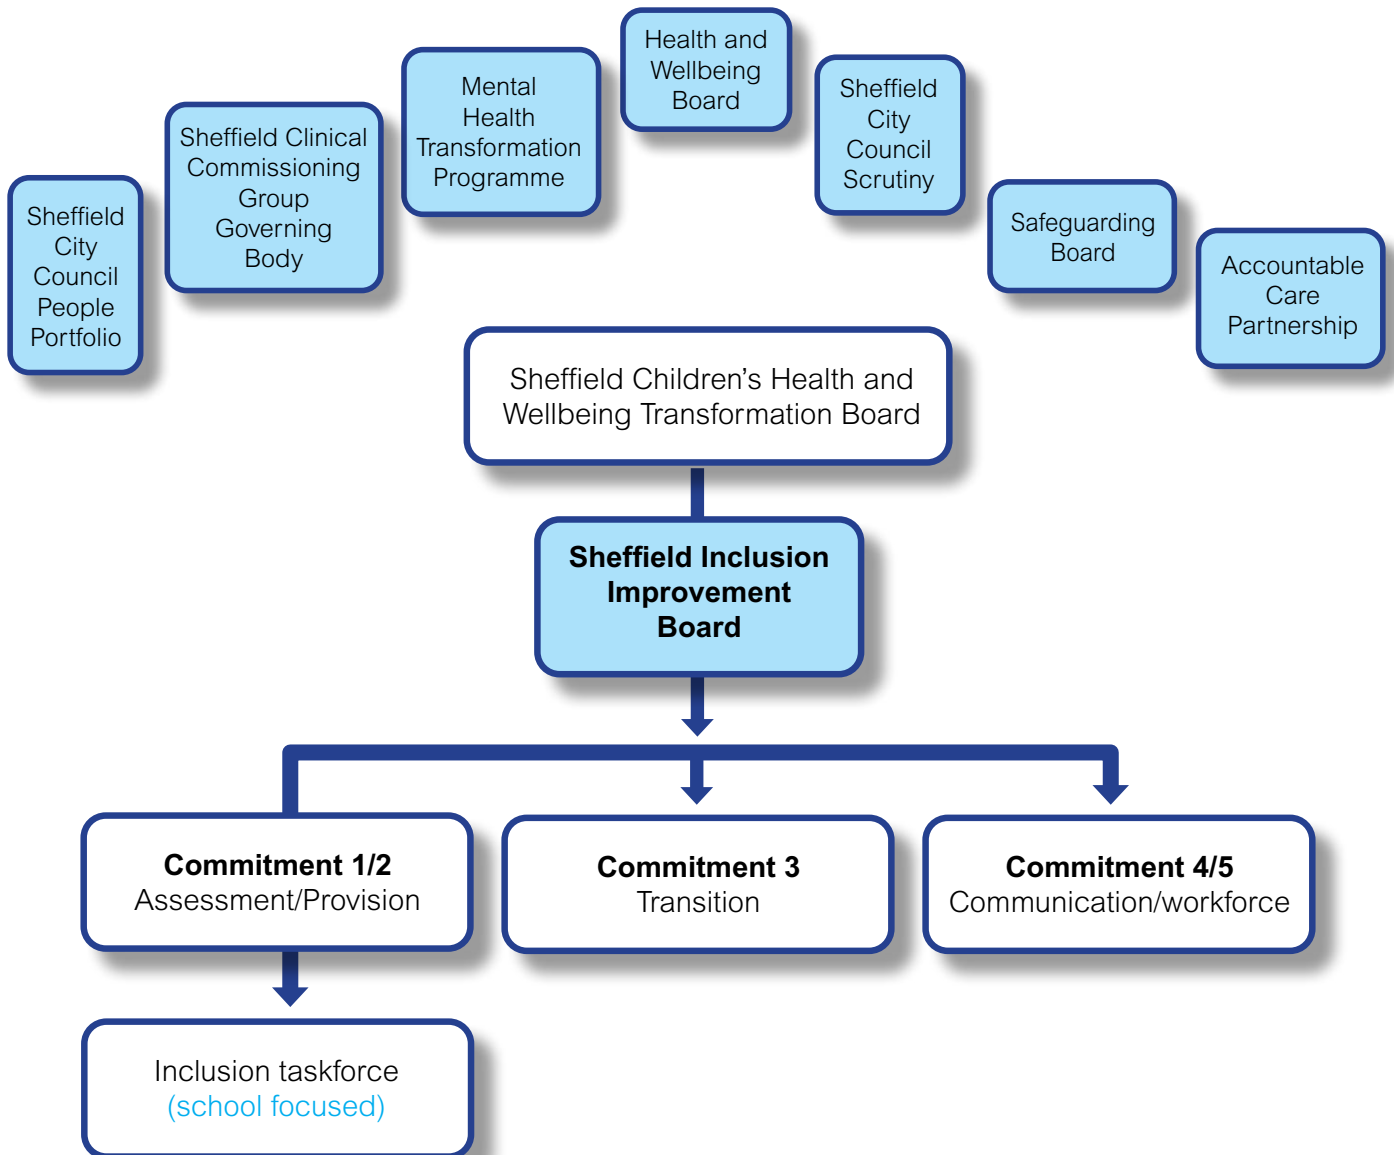 Health and
Wellbeing
Board
Mental
Health
Transformation
Programme
Sheffield
City
Council
Scrutiny
Sheffield Clinical
Commissioning
Group
Governing
Body
Sheffield
City
Council
People
Portfolio
Safeguarding
Board
Accountable
Care
Partnership
Sheffield Children’s Health and
Wellbeing Transformation Board
Sheffield Inclusion
Improvement
Board
Commitment 1/2
Assessment/Provision
Commitment 3
Transition
Commitment 4/5
Communication/workforce
Inclusion taskforce
(school focused)